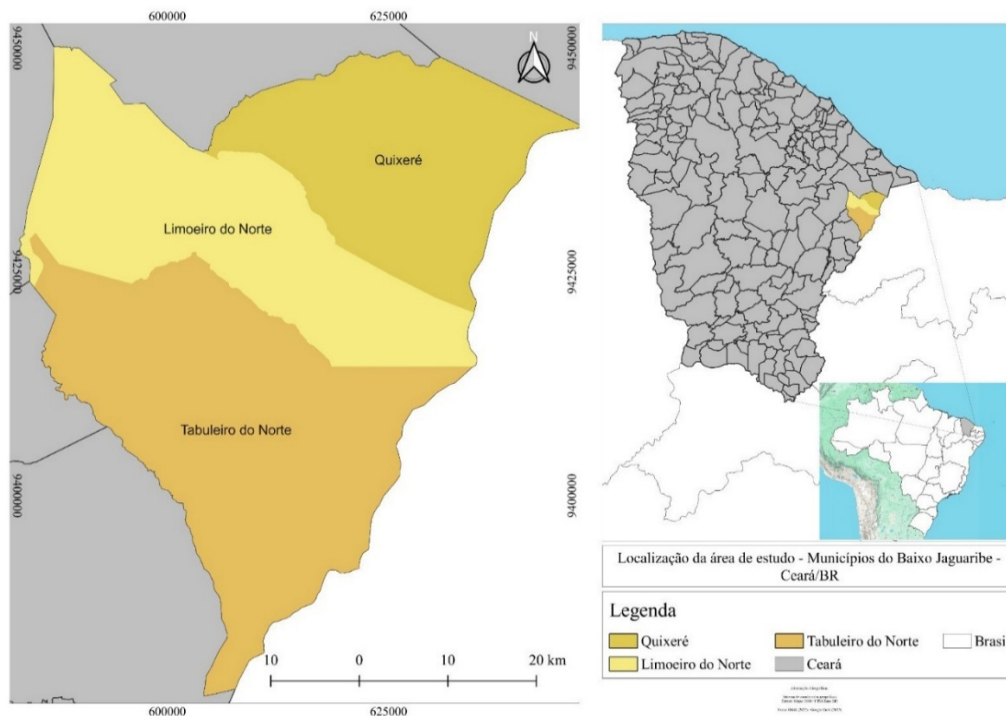 600000
625000
9450000
9450000
N
Quixeré
Limoeiro do Norte
9425000
9425000
Tabuleiro do Norte
9400000
9400000
10 0 10 20 km
600000
625000
Localização da área de estudo - Municípios do Baixo Jaguaribe -
Ceará/BR
Legenda
Quixeré
Tabuleiro do Norte
Brasi
Limoeiro do Norte
Ceará